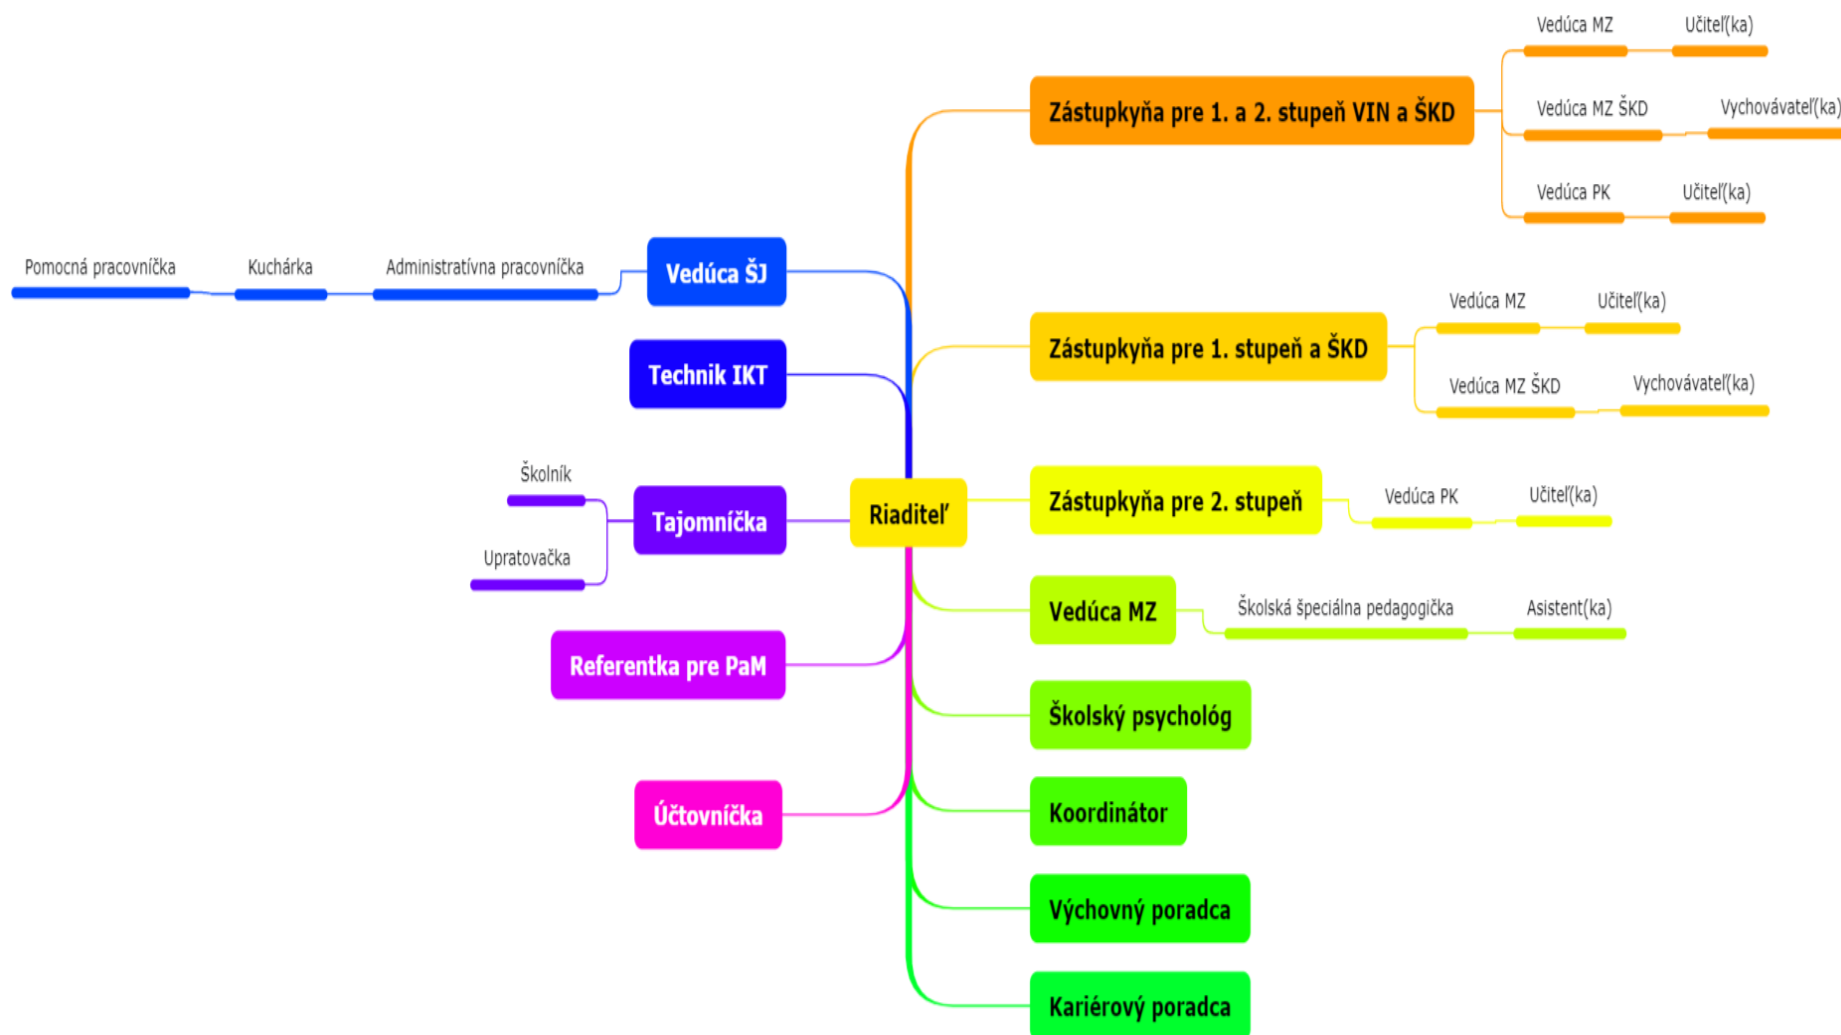 Vedúca MZ
Učiteľ(ka)
Zástupkyňa pre 1. a 2. stupeň VIN a ŠKD
Vedúca MZ ŠKD
Vychovávateľ(ka)
Vedúca PK
Učiteľ(ka)
Pomocná pracovníčka
Kuchárka
Administratívna pracovníčka
Vedúca ŠJ
Zástupkyňa pre 1. stupeň a ŠKD
Vedúca MZ
Učiteľ(ka)
Vedúca MZ ŠKD
Vychovávateľ(ka)
Technik IKT
Školník
Upratovačka
Tajomníčka
Riaditeľ
Zástupkyňa pre 2. stupeň
Vedúca PK
Učiteľ(ka)
Vedúca MZ
Školská špeciálna pedagogička
Asistent(ka)
Referentka pre PaM
Školský psychológ
Účtovníčka
Koordinátor
Výchovný poradca
Kariérový poradca